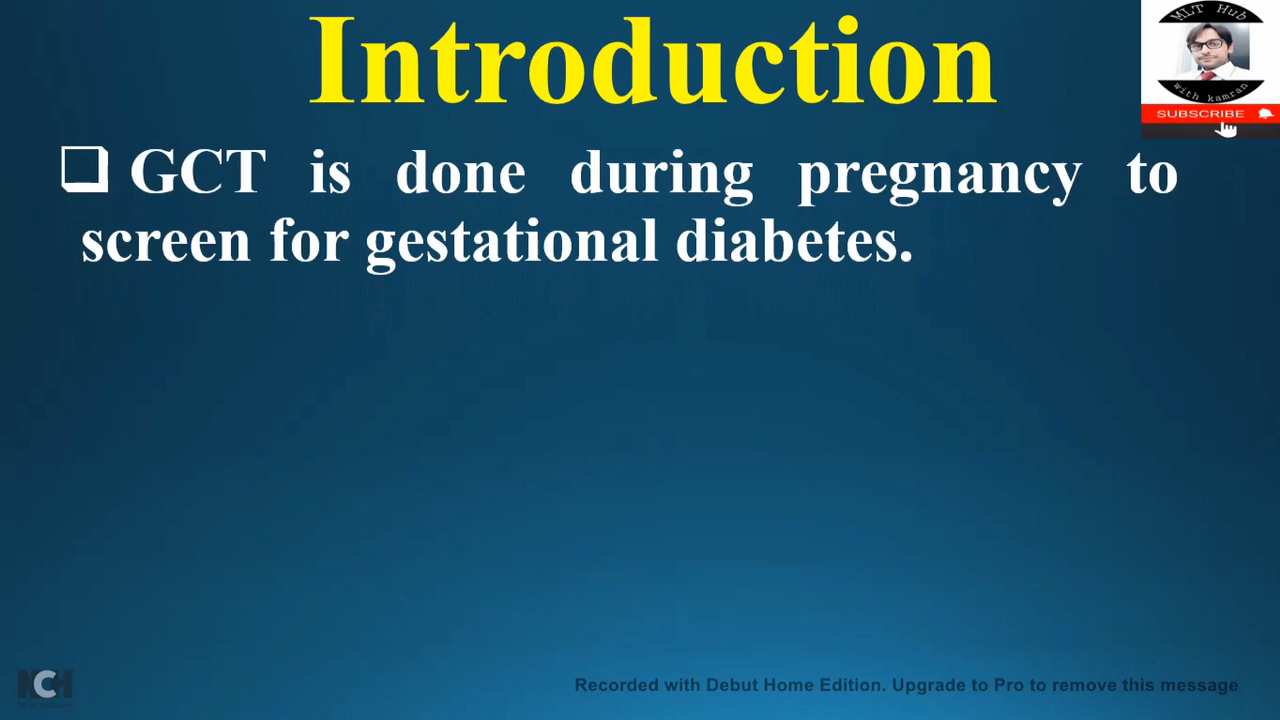 Introduction
MLT Hub
with kamran
SUBSCRIBE
❑ GCT is done during pregnancy to
screen for gestational diabetes.
NCH
Recorded with Debut Home Edition. Upgrade to Pro to remove this message